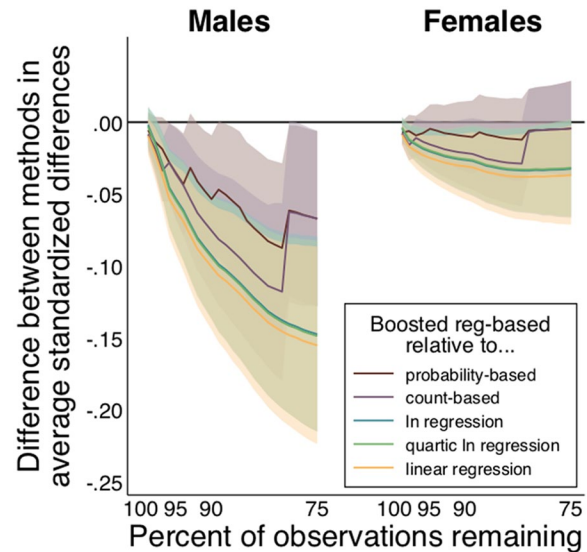 Males
Females
Difference between methods in
average standardized differences
.00
-.05
-.10
-.15
-.20
-.25
Boosted reg-based
relative to...
probability-based
count-based
ln regression
quartic ln regression
linear regression
100 95 90 75
100 95 90 75
Percent of observations remaining